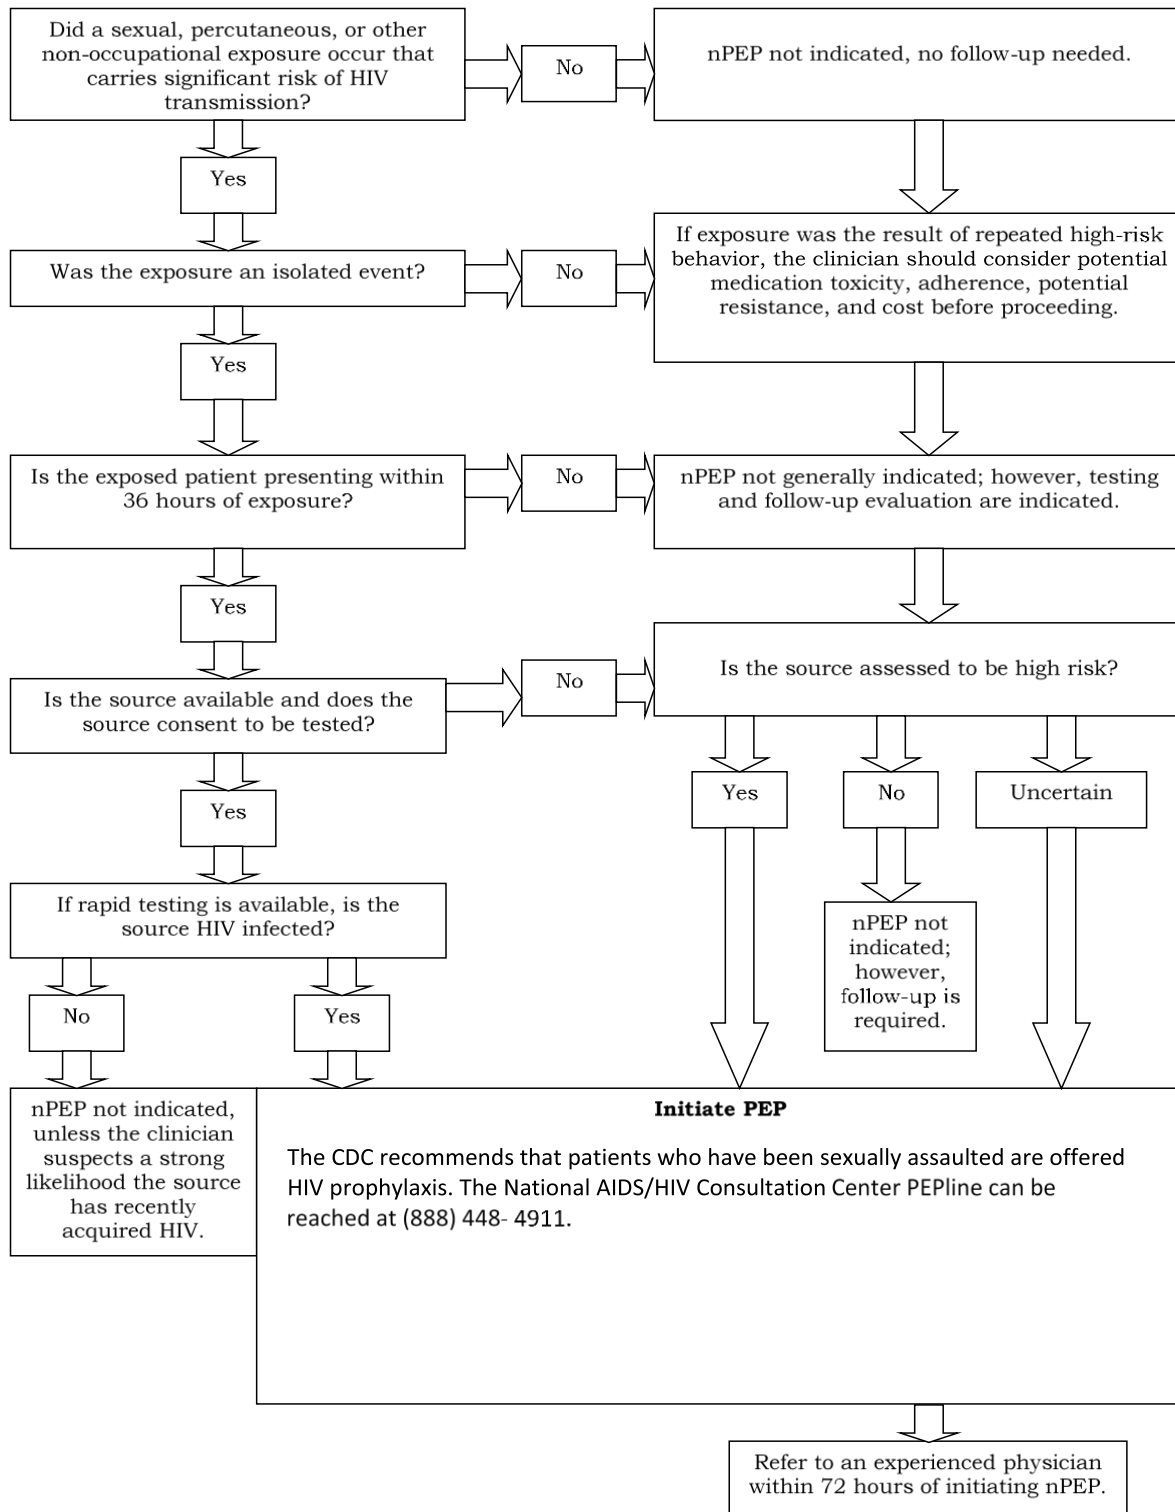 Did a sexual, percutaneous, or other
non-occupational exposure occur that
carries significant risk of HIV
transmission?
No
nPEP not indicated, no follow-up needed.
Yes
Was the exposure an isolated event?
No
If exposure was the result of repeated high-risk
behavior, the clinician should consider potential
medication toxicity, adherence, potential
resistance, and cost before proceeding.
Yes
Is the exposed patient presenting within
36 hours of exposure?
No
nPEP not generally indicated; however, testing
and follow-up evaluation are indicated.
Yes
Is the source available and does the
source consent to be tested?
No
Is the source assessed to be high risk?
Yes
Yes
No
Uncertain
If rapid testing is available, is the
source HIV infected?
nPEP not
indicated;
however,
follow-up is
required.
No
Yes
nPEP not indicated,
unless the clinician
suspects a strong
likelihood the source
has recently
acquired HIV.
Initiate PEP
The CDC recommends that patients who have been sexually assaulted are offered
HIV prophylaxis. The National AIDS/HIV Consultation Center PEPline can be
reached at (888) 448- 4911.
Refer to an experienced physician
within 72 hours of initiating nPEP.